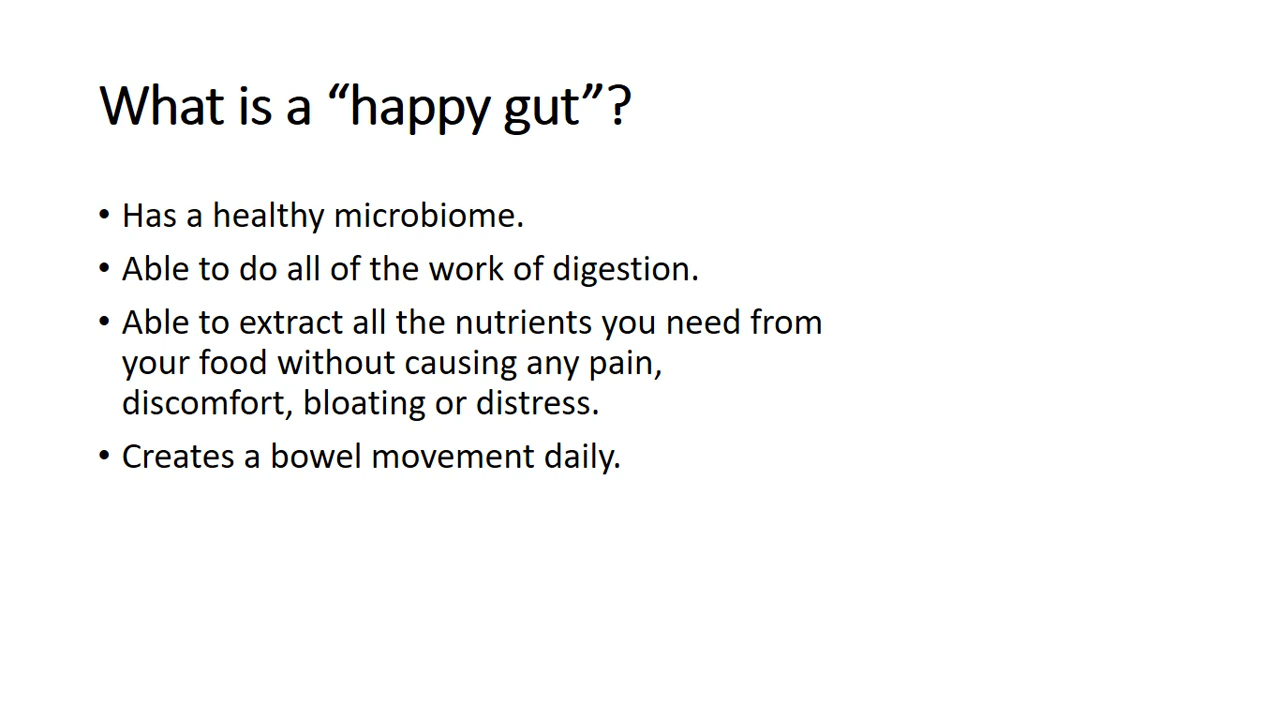 What is a “happy gut”?
• Has a healthy microbiome.
• Able to do all of the work of digestion.
• Able to extract all the nutrients you need from
your food without causing any pain,
discomfort, bloating or distress.
• Creates a bowel movement daily.